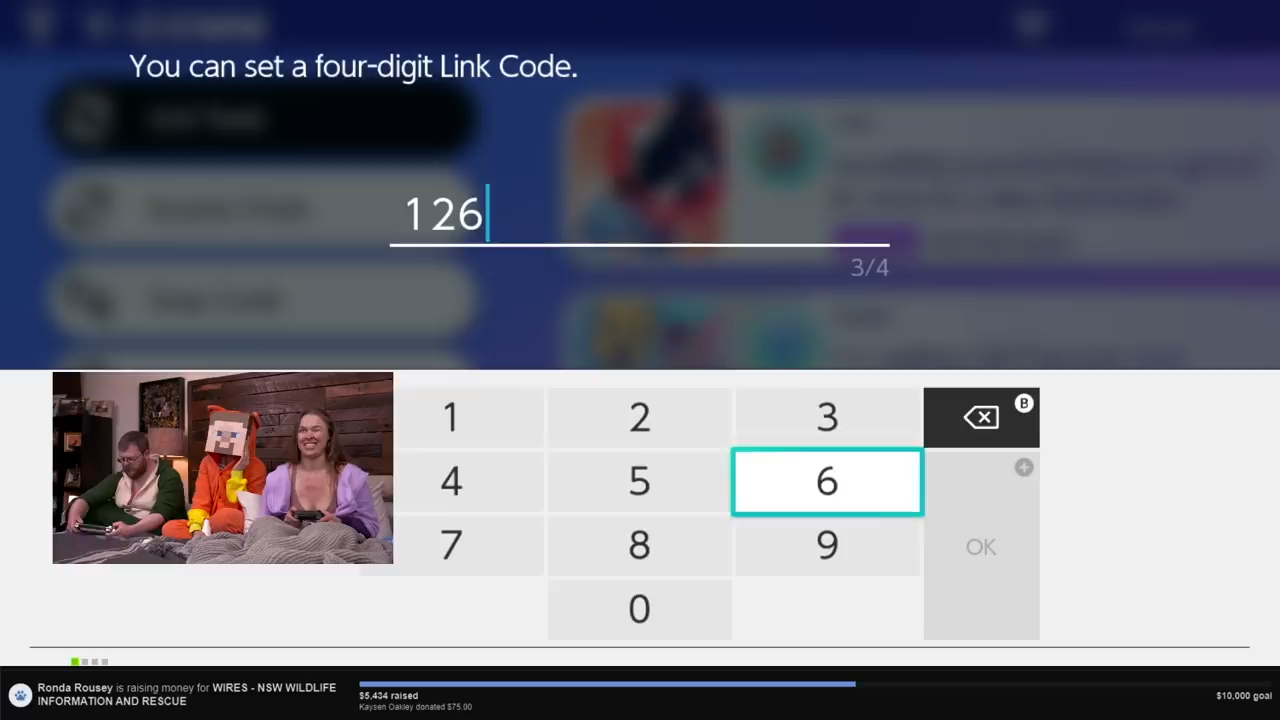 You can set a four-digit Link Code.
126
3/4
1 2 3 B
4 5 6 +
7 8 9 OK
0
Ronda Rousey is raising money for WIRES - NSW WILDLIFE
INFORMATION AND RESCUE
$5,434 raised
$10,000 goal
Kaysen Oakley donated $75.00